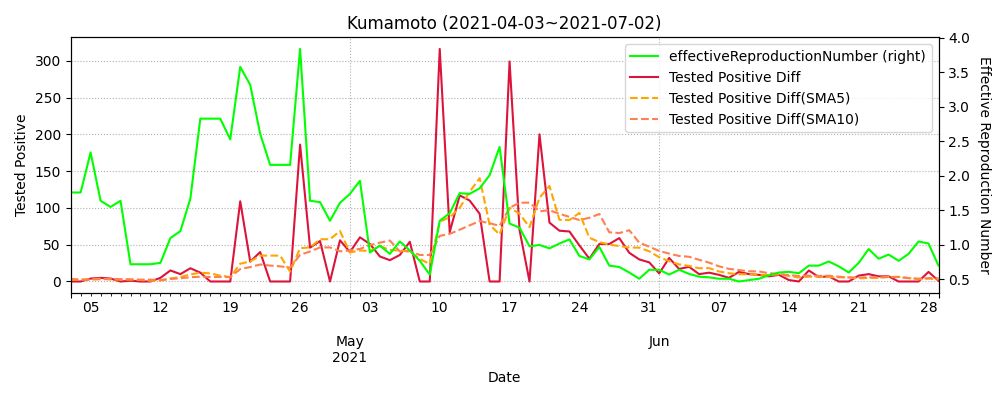 Kumamoto (2021-04-03~2021-07-02)
effectiveReproductionNumber (right)
Tested Positive Diff
Tested Positive Diff(SMA5)
Tested Positive Diff(SMA10)
Tested Positive
300
250
200
150
100
50
0
Effective Reproduction Number
4.0
3.5
3.0
2.5
2.0
1.5
1.0
0.5
05 12 19 26 03 10 17 24 31 07 14 21 28
May Jun
2021
Date